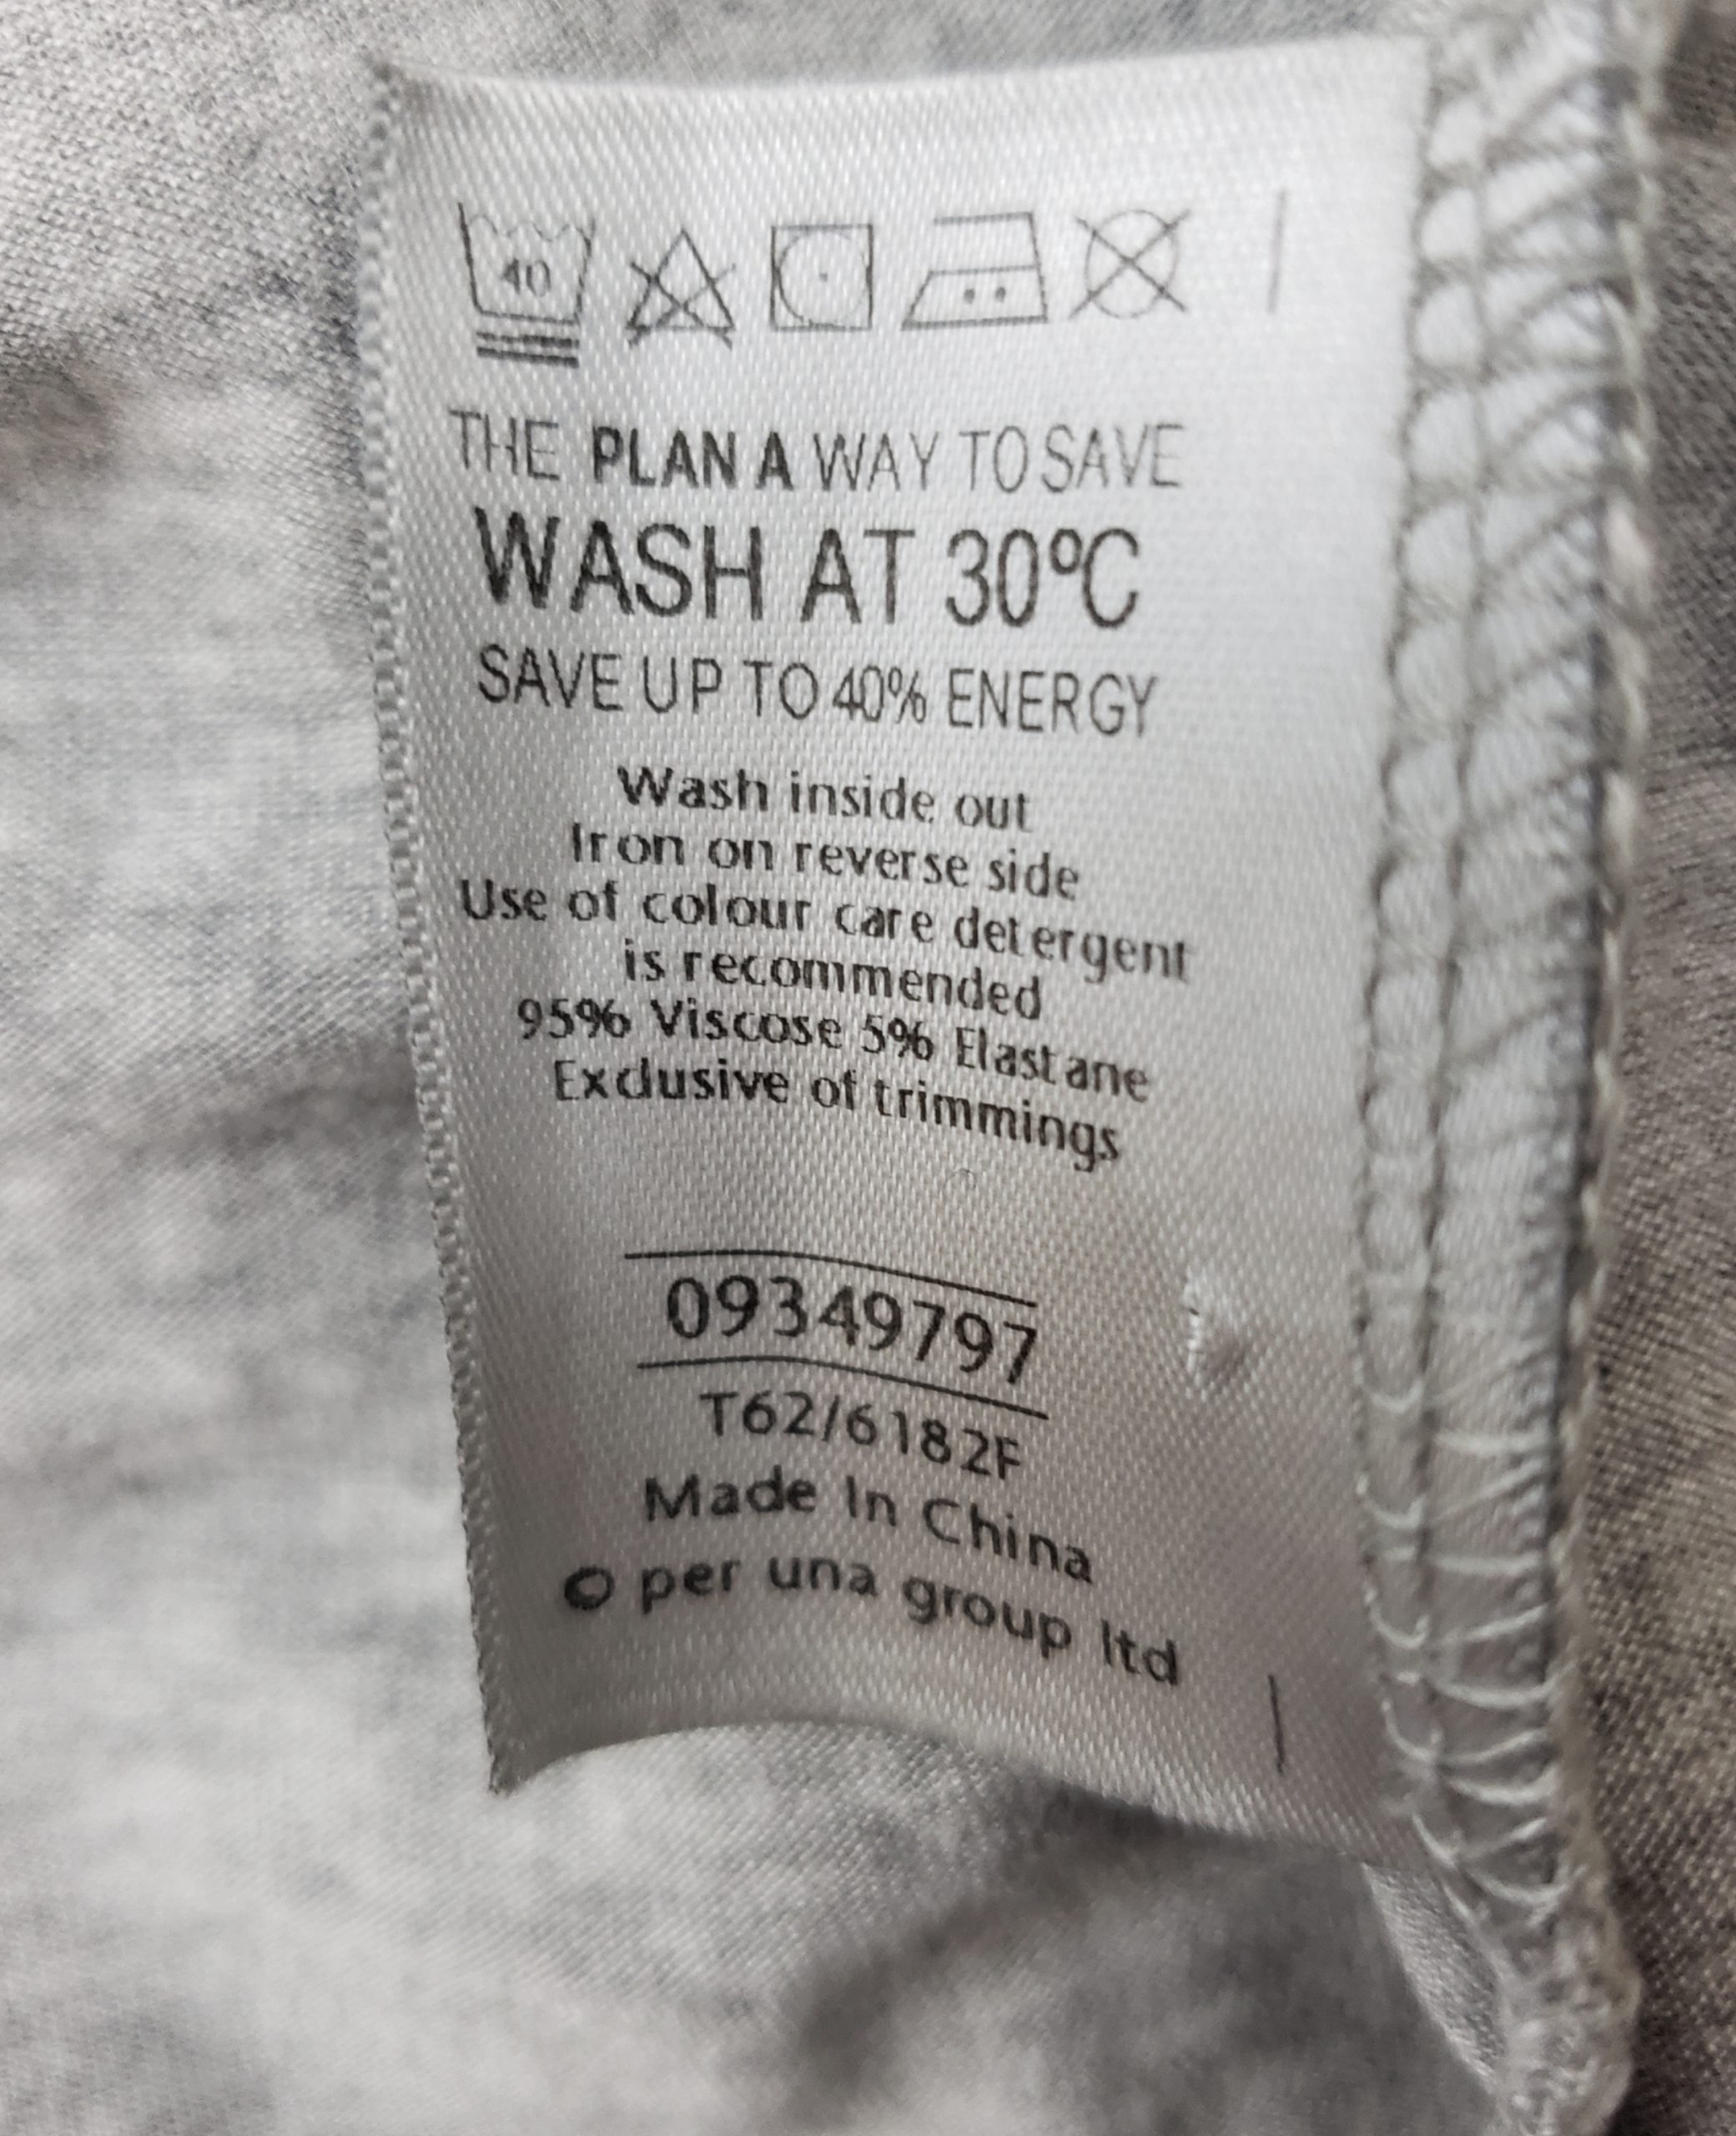 40
THE PLAN A WAY TO SAVE
WASH AT 30ºC
SAVE UP TO 40% ENERGY
Wash inside out
Iron on reverse side
Use of colour care detergent
is recommended
95% Viscose 5% Elastane
Exclusive of trimmings
09349797
T62/6182F
Made In China
© per una group ltd